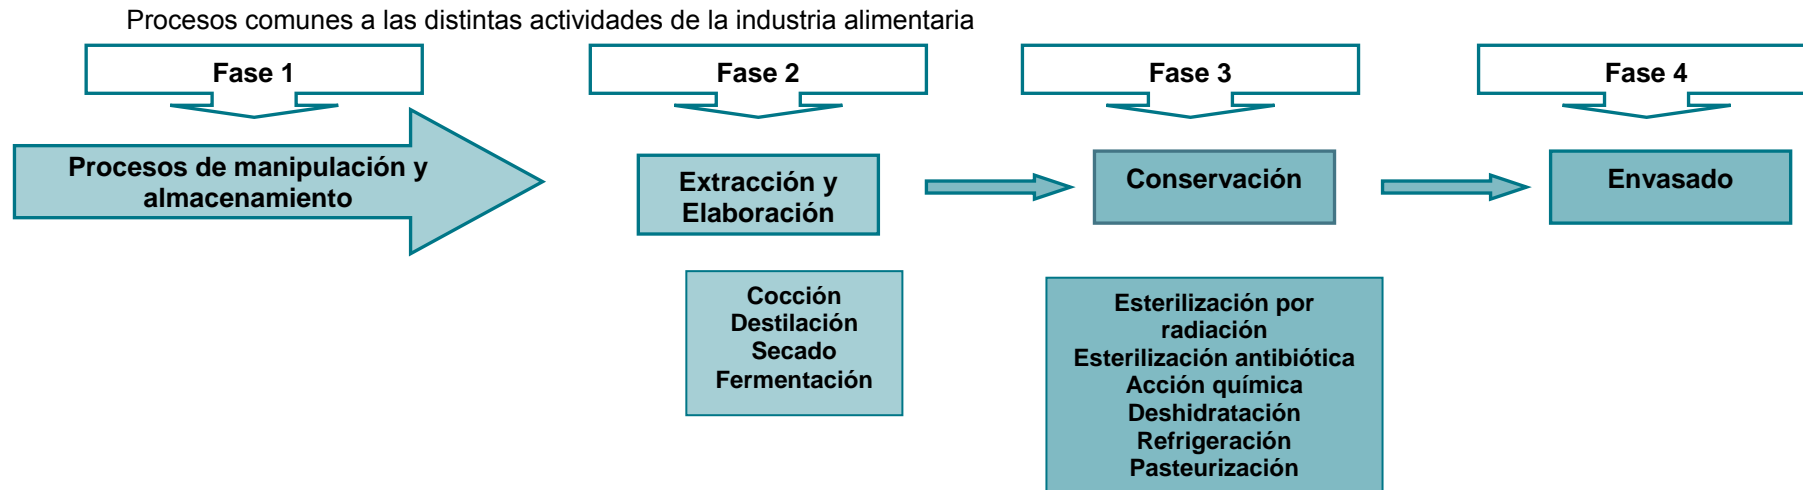 Procesos comunes a las distintas actividades de la industria alimentaria
Fase 1
Fase 2
Fase 3
Fase 4
Procesos de manipulación y
almacenamiento
Extracción y
Elaboración
Conservación
Envasado
Cocción
Destilación
Secado
Fermentación
Esterilización por
radiación
Esterilización antibiótica
Acción química
Deshidratación
Refrigeración
Pasteurización